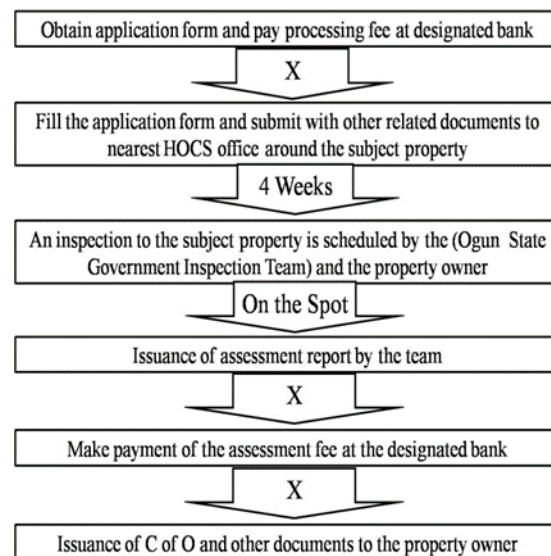 Obtain application form and pay processing fee at designated bank
X
Fill the application form and submit with other related documents to
nearest HOCS office around the subject property
4 Weeks
An inspection to the subject property is scheduled by the (Ogun State
Government Inspection Team) and the property owner
On the Spot
Issuance of assessment report by the team
X
Make payment of the assessment fee at the designated bank
X
Issuance of C of O and other documents to the property owner